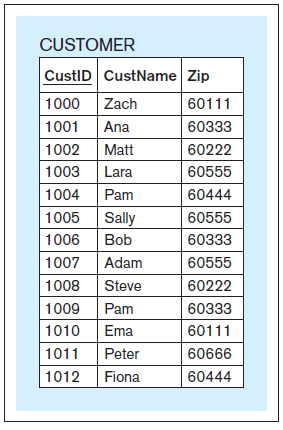 CUSTOMER
CustID CustName Zip
1000 Zach 60111
1001 Ana 60333
1002 Matt 60222
1003 Lara 60555
1004 Pam 60444
1005 Sally 60555
1006 Bob 60333
1007 Adam 60555
1008 Steve 60222
1009 Pam 60333
1010 Ema 60111
1011 Peter 60666
1012 Fiona 60444